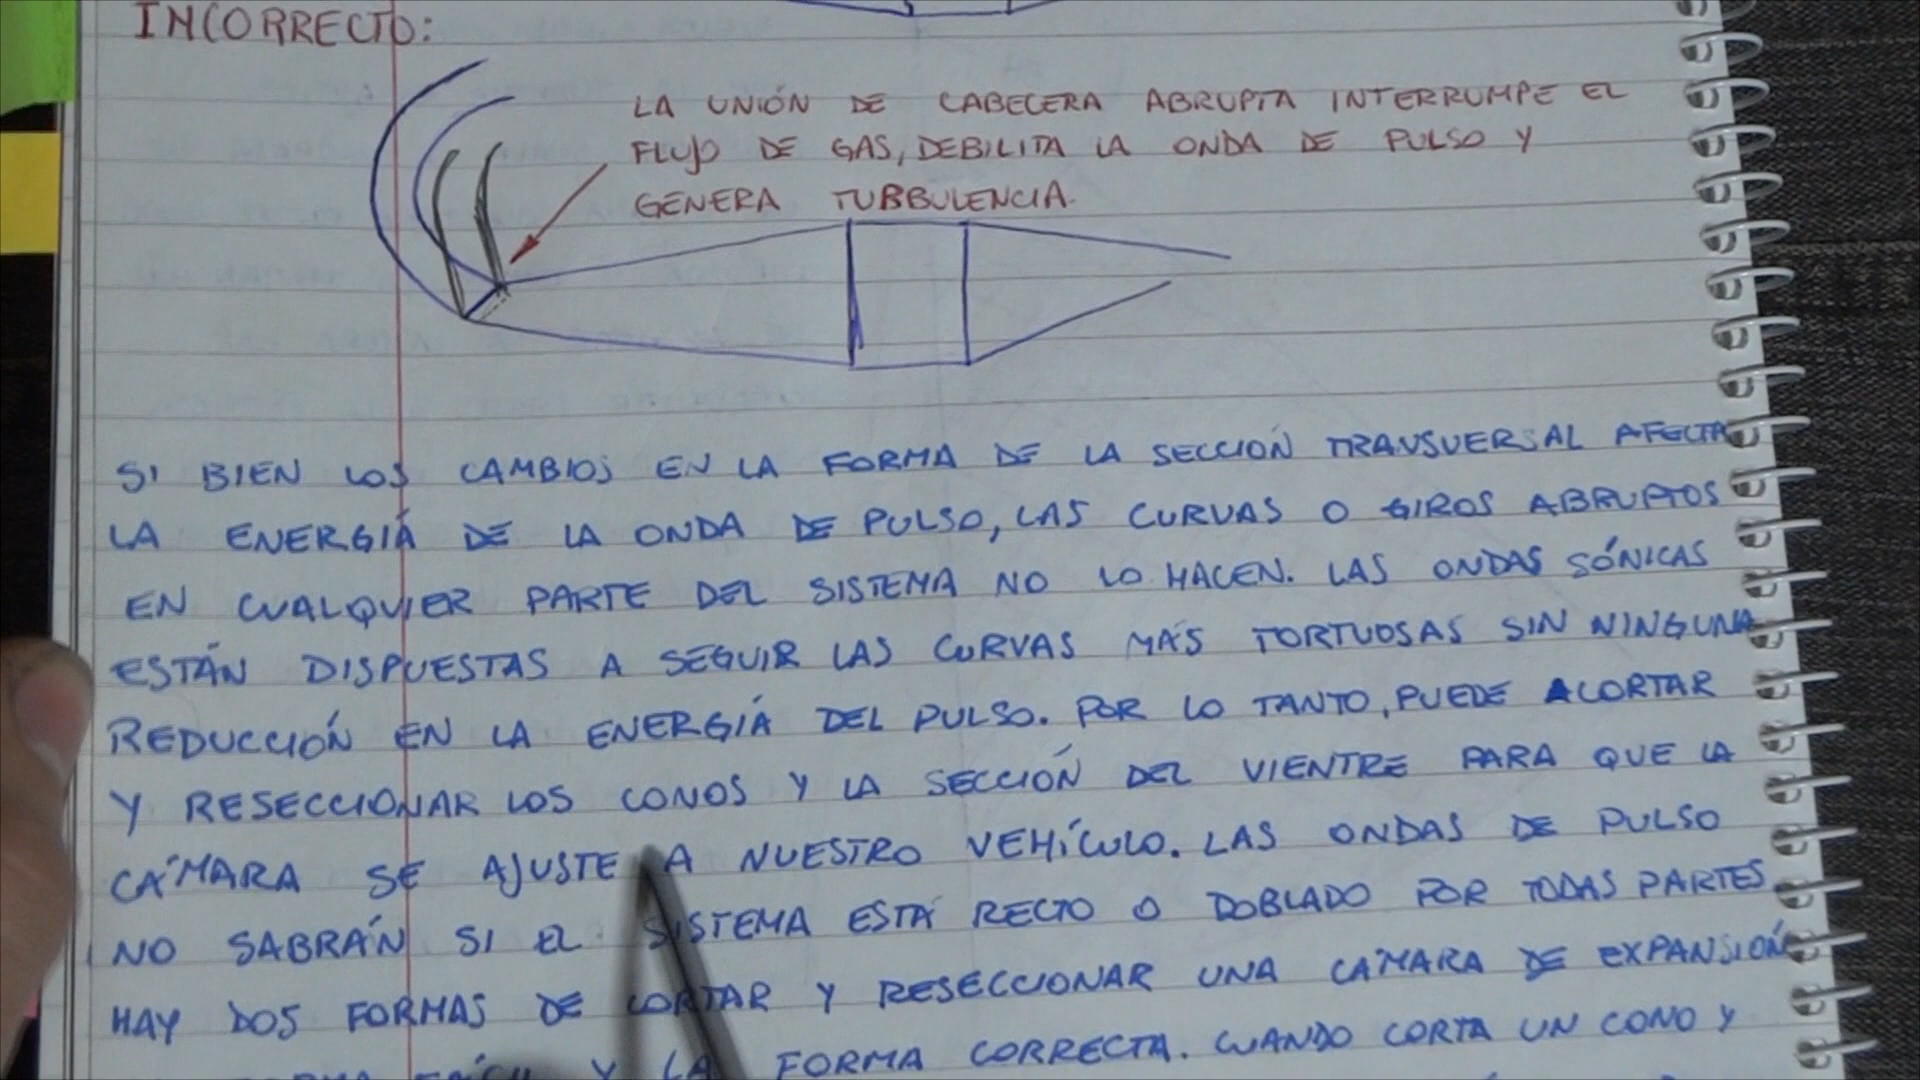 INCORRECTO:
LA UNIÓN DE CABECERA ABRUPTA INTERRUMPE EL
FLUJO DE GAS, DEBILITA LA ONDA DE PULSO Y
GENERA TURBULENCIA.
SI BIEN LOS CAMBIOS EN LA FORMA DE LA SECCIÓN TRANSVERSAL AFECTA
LA ENERGIÁ DE LA ONDA DE PULSO, LAS CURVAS O GIROS ABRUPTOS
EN CUALQUIER PARTE DEL SISTEMA NO LO HACEN. LAS ONDAS SÓNICAS
ESTÁN DISPUESTAS A SEGUIR LAS CURVAS MÁS TORTUOSAS SIN NINGUNA
REDUCCIÓN EN LA ENERGIÁ DEL PULSO. POR LO TANTO, PUEDE ACORTAR
Y RESECCIONAR LOS CONOS Y LA SECCIÓN DEL VIENTRE PARA QUE LA
CÁMARA SE AJUSTE A NUESTRO VEHÍCULO. LAS ONDAS DE PULSO
NO SABRÁN SI EL SISTEMA ESTÁ RECTO O DOBLADO POR TODAS PARTES
HAY DOS FORMAS DE CORTAR Y RESECCIONAR UNA CÁMARA DE EXPANSIÓN
Y LA FORMA CORRECTA. CUANDO CORTA UN CONO Y